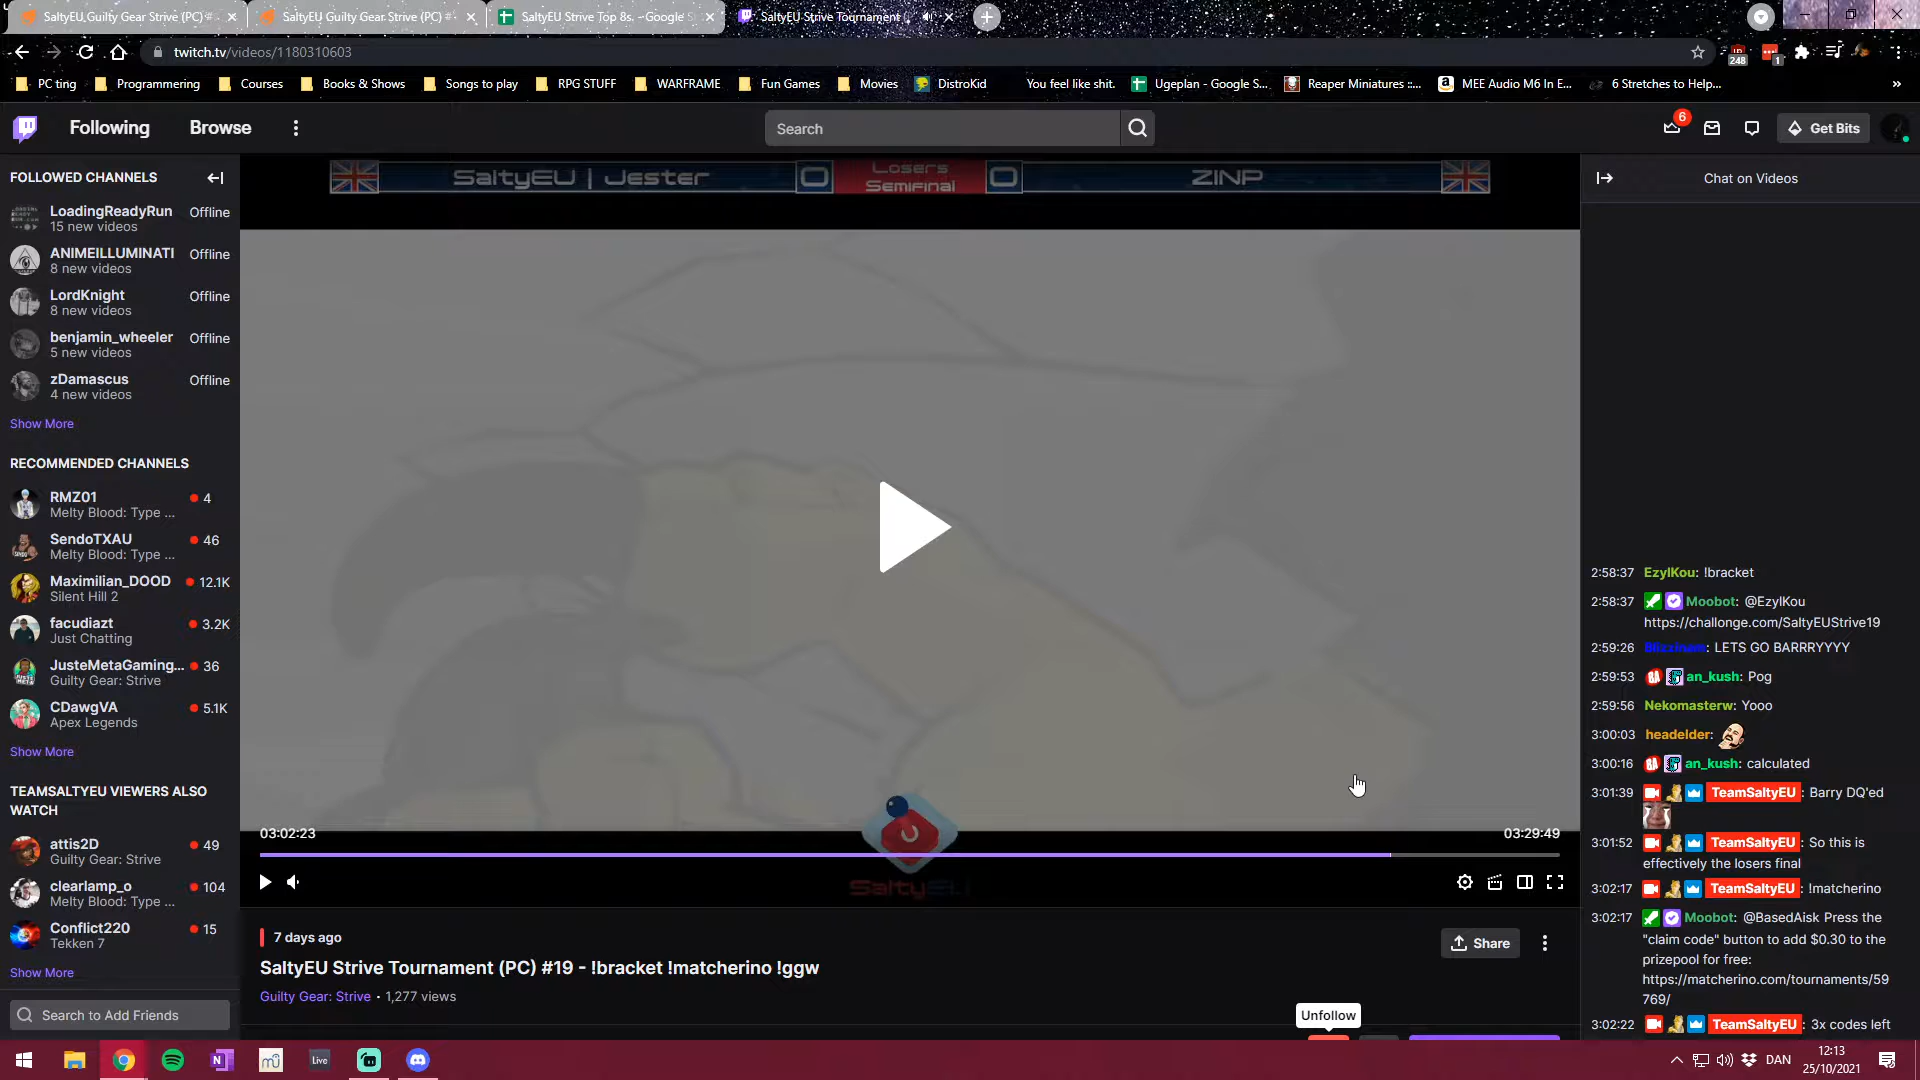 SaltyEU Guilty Gear Strive (PC) #
SaltyEU Guilty Gear Strive (PC) #
SaltyEU Strive Top 8s. - Google S
SaltyEU Strive Tournament (
twitch.tv/videos/1180310603
248
1
PC ting
Programmering
Courses
Books & Shows
Songs to play
RPG STUFF
WARFRAME
Fun Games
Movies
DistroKid
You feel like shit.
Ugeplan - Google S...
Reaper Miniatures ::...
MEE Audio M6 In E...
6 Stretches to Help...
»
Following
Browse
Search
6
Get Bits
FOLLOWED CHANNELS
LoadingReadyRun
Offline
15 new videos
ANIMEILLUMINATI
Offline
8 new videos
LordKnight
Offline
8 new videos
benjamin_wheeler
Offline
5 new videos
zDamascus
Offline
4 new videos
Show More
RECOMMENDED CHANNELS
RMZ01
4
Melty Blood: Type ...
SendoTXAU
46
Melty Blood: Type ...
Maximilian_DOOD
12.1K
Silent Hill 2
facudiazt
3.2K
Just Chatting
JusteMetaGaming...
36
Guilty Gear: Strive
CDawgVA
5.1K
Apex Legends
Show More
TEAMSALTYEU VIEWERS ALSO
WATCH
attis2D
49
Guilty Gear: Strive
clearlamp_o
104
Melty Blood: Type ...
Conflict220
15
Tekken 7
Show More
Search to Add Friends
SaltyEU | Jester
0
Losers
Semifinal
0
ZINP
03:02:23
03:29:49
SaltyEU
7 days ago
Share
SaltyEU Strive Tournament (PC) #19 - !bracket !matcherino !ggw
Guilty Gear: Strive • 1,277 views
Unfollow
Chat on Videos
2:58:37 EzylKou: !bracket
2:58:37 Moobot: @EzylKou
https://challonge.com/SaltyEUStrive19
2:59:26 : LETS GO BARRRYYYY
2:59:53 an_kush: Pog
2:59:56 Nekomasterw: Yooo
3:00:03 headelder:
3:00:16 an_kush: calculated
3:01:39 TeamSaltyEU: Barry DQ'ed
3:01:52 TeamSaltyEU: So this is
effectively the losers final
3:02:17 TeamSaltyEU: !matcherino
3:02:17 Moobot: @BasedAisk Press the
"claim code" button to add $0.30 to the
prizepool for free:
https://matcherino.com/tournaments/59
769/
3:02:22 TeamSaltyEU: 3x codes left
Live
DAN
12:13
25/10/2021